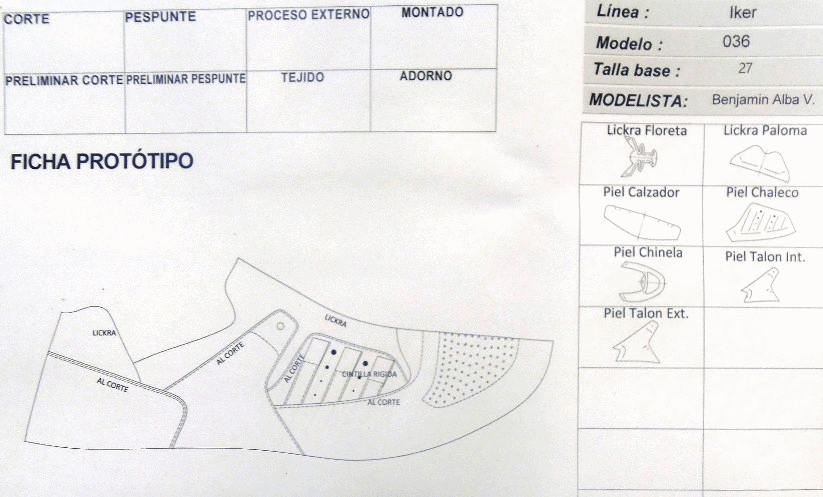 CORTE PESPUNTE PROCESO EXTERNO MONTADO
PRELIMINAR CORTE PRELIMINAR PESPUNTE TEJIDO ADORNO
FICHA PROTÓTIPO
Línea : Iker
Modelo : 036
Talla base : 27
MODELISTA: Benjamin Alba V.
Lickra Floreta Lickra Paloma
Piel Calzador Piel Chaleco
Piel Chinela Piel Talon Int.
Piel Talon Ext.
LICKRA
LICKRA
AL CORTE
AL CORTE
AL CORTE
CINTILLA RIGIDA
AL CORTE